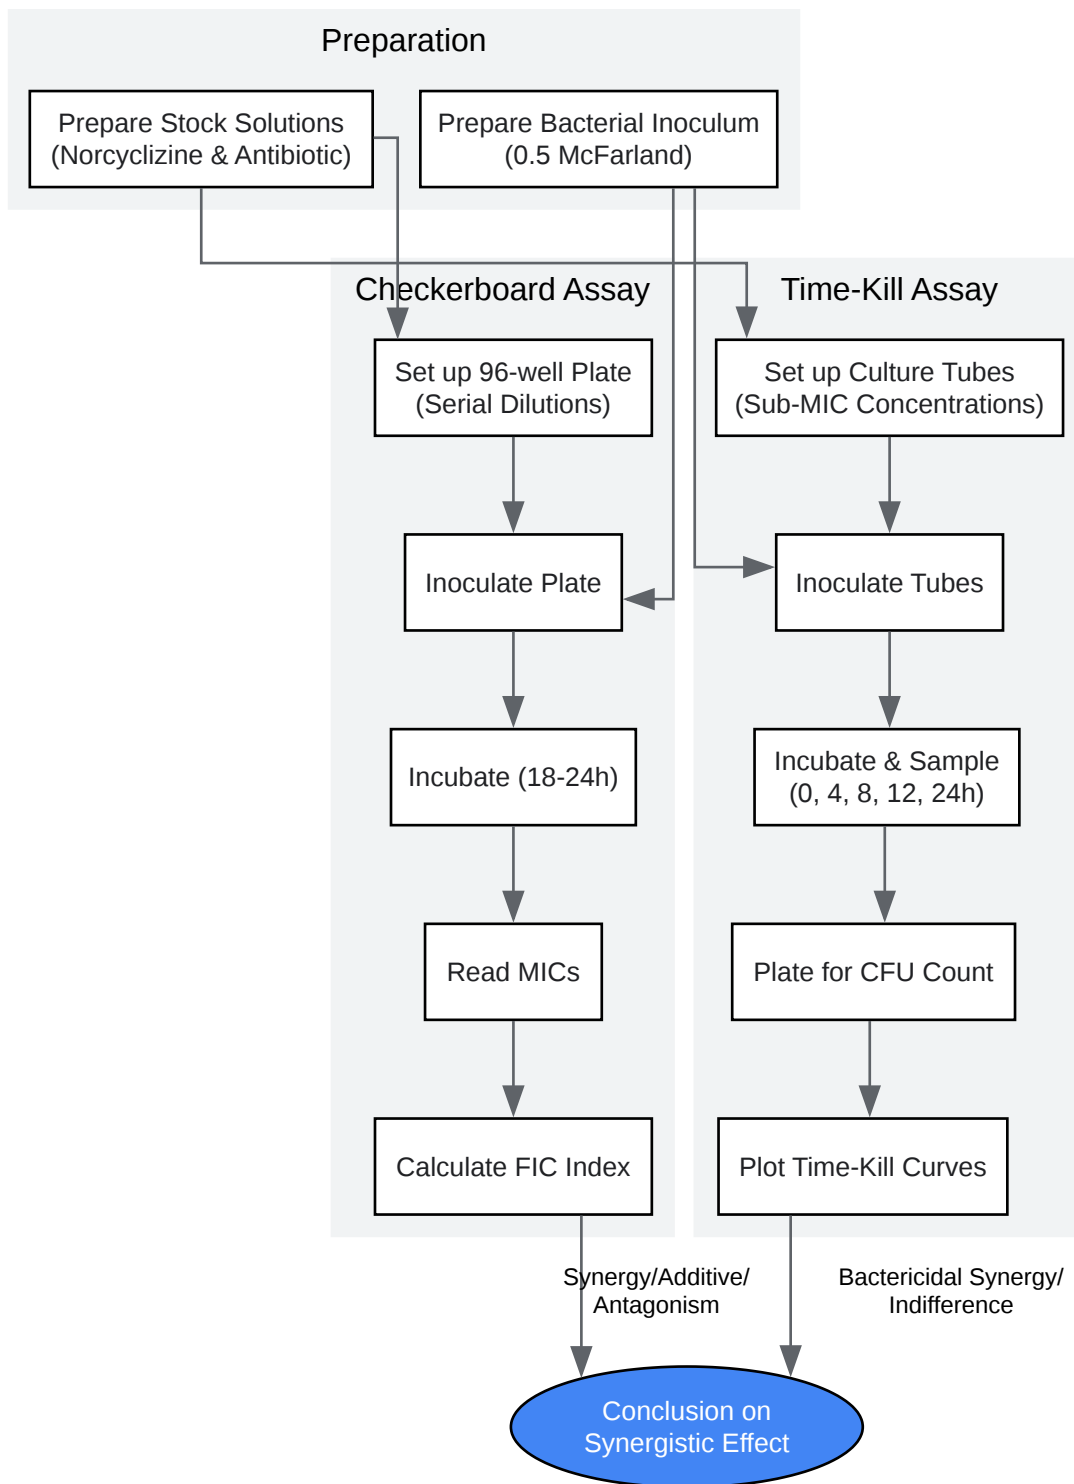 Preparation
Prepare Stock Solutions
(Norcyclizine & Antibiotic)
Prepare Bacterial Inoculum
(0.5 McFarland)
Checkerboard Assay
Time-Kill Assay
Set up 96-well Plate
(Serial Dilutions)
Set up Culture Tubes
(Sub-MIC Concentrations)
Inoculate Plate
Inoculate Tubes
Incubate (18-24h)
Incubate & Sample
(0, 4, 8, 12, 24h)
Read MICs
Plate for CFU Count
Calculate FIC Index
Plot Time-Kill Curves
Synergy/Additive/
Antagonism
Bactericidal Synergy/
Indifference
Conclusion on
Synergistic Effect